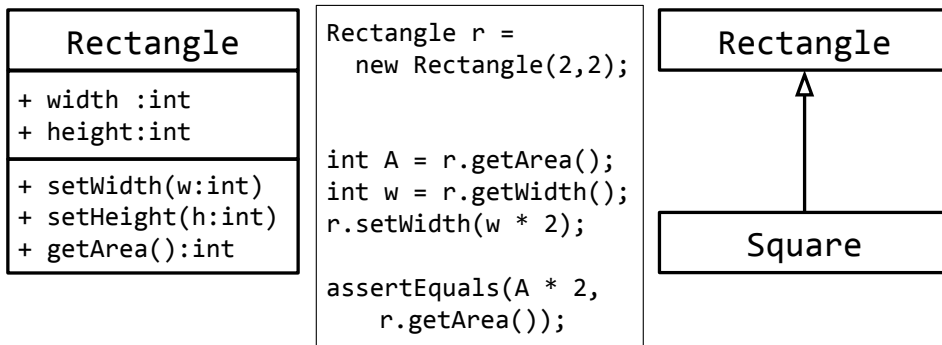 Rectangle
+ width :int
+ height:int
+ setWidth(w:int)
+ setHeight(h:int)
+ getArea():int
Rectangle r =
new Rectangle(2,2);
int A = r.getArea();
int w = r.getWidth();
r.setWidth(w * 2);
assertEquals(A * 2,
r.getArea());
Rectangle
Square